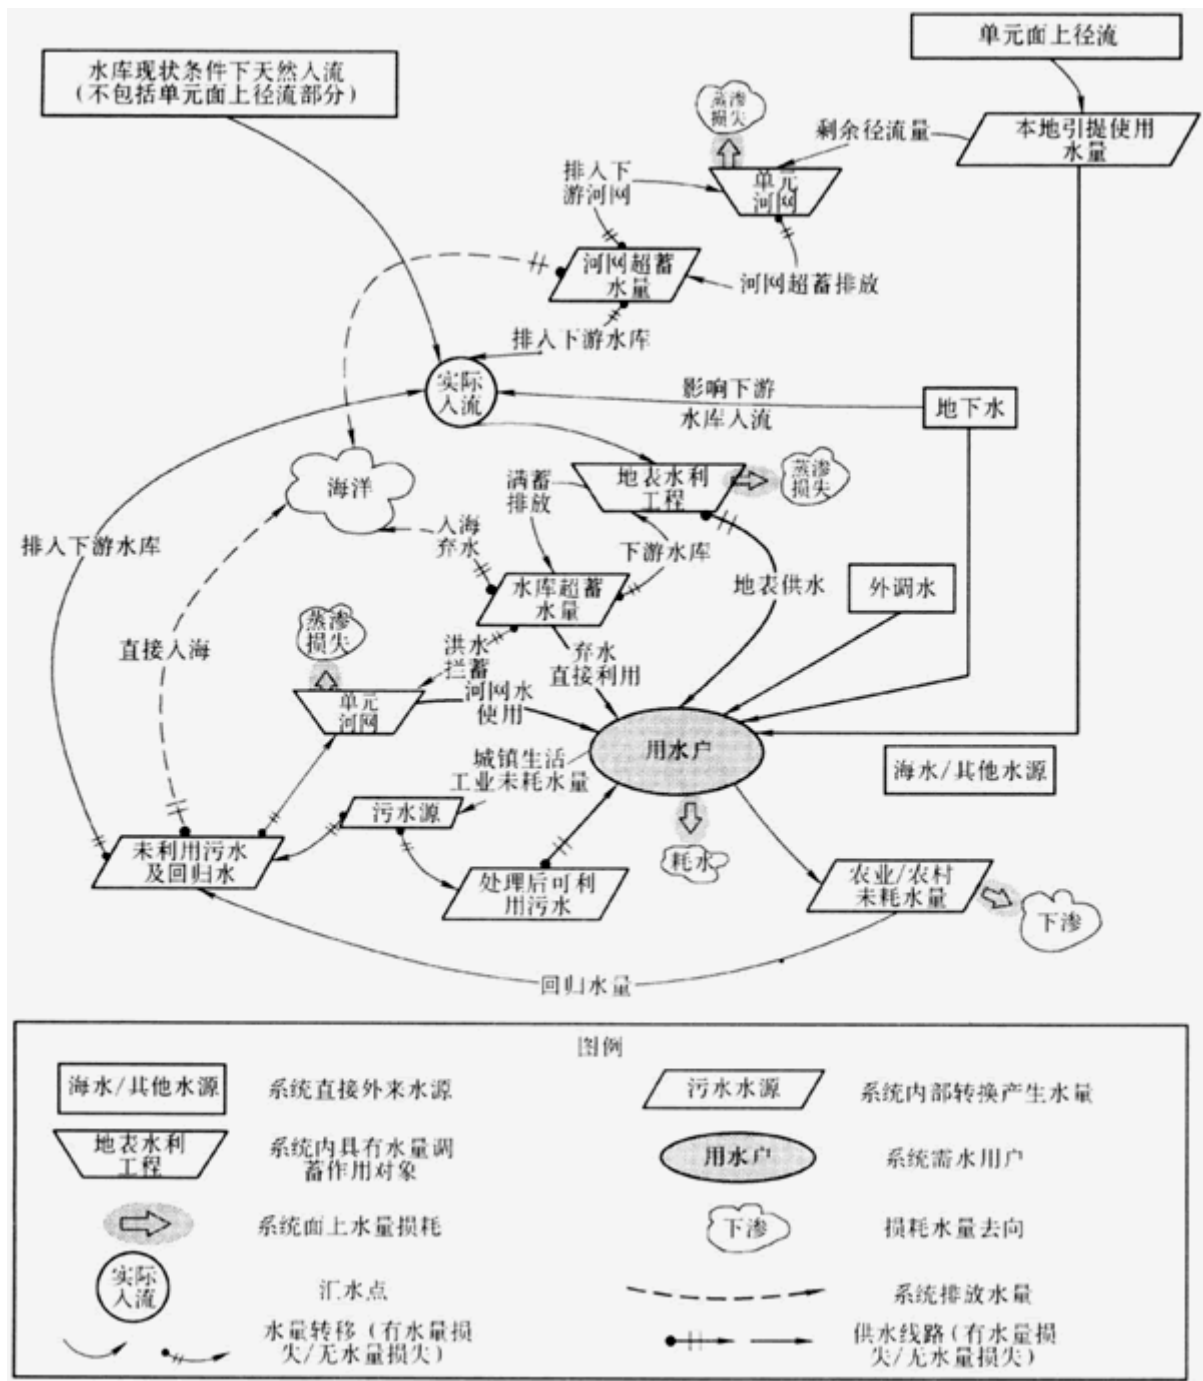 单元面上径流
水库现状条件下天然入流
(不包括单元面上径流部分)
蒸渗
损失
剩余径流量
本地引提使用
水量
排入下
游河网
单元
河网
河网超蓄
水量
河网超蓄排放
排入下游水库
实际
入流
影响下游
水库入流
地下水
海洋
满蓄
排放
地表水利
工程
蒸渗
损失
入海
弃水
排入下游水库
下游水库
水库超蓄
水量
地表供水
外调水
蒸渗
损失
直接入海
洪水
拦蓄
弃水
直接利用
单元
河网
河网水
使用
用水户
城镇生活
工业未耗水量
海水/其他水源
污水源
未利用污水
及回归水
耗水
处理后可利
用污水
农业/农村
未耗水量
下渗
回归水量
图例
海水/其他水源
系统直接外来水源
污水水源
系统内部转换产生水量
地表水利
工程
系统内具有水量调
蓄作用对象
用水户
系统需水用户
系统面上水量损耗
下渗
损耗水量去向
实际
入流
汇水点
系统排放水量
水量转移(有水量损
失/无水量损失)
供水线路(有水量损
失/无水量损失)